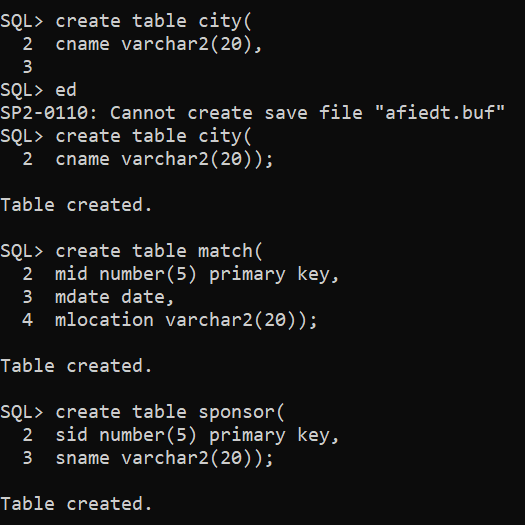 SQL> create table city(
  2  cname varchar2(20),
  3
SQL> ed
SP2-0110: Cannot create save file "afiedt.buf"
SQL> create table city(
  2  cname varchar2(20));
Table created.
SQL> create table match(
  2  mid number(5) primary key,
  3  mdate date,
  4  mlocation varchar2(20));
Table created.
SQL> create table sponsor(
  2  sid number(5) primary key,
  3  sname varchar2(20));
Table created.